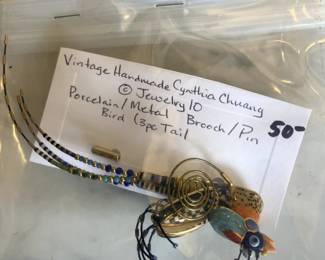 Vintage Handmade Cynthia Chuang
© Jewelry 10
Porcelain/Metal Brooch/Pin
Bird (3pc Tail
50-